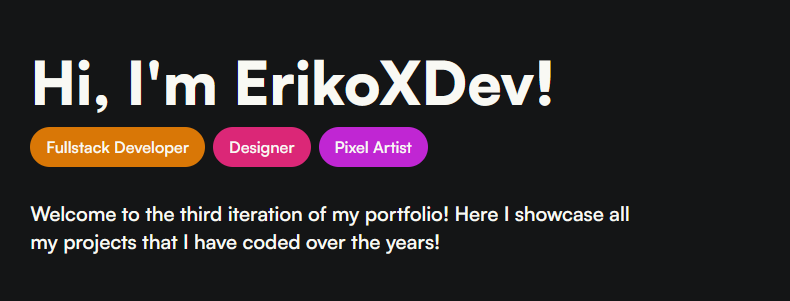 Hi, I'm ErikoXDev!
Fullstack Developer Designer Pixel Artist
Welcome to the third iteration of my portfolio! Here I showcase all
my projects that I have coded over the years!